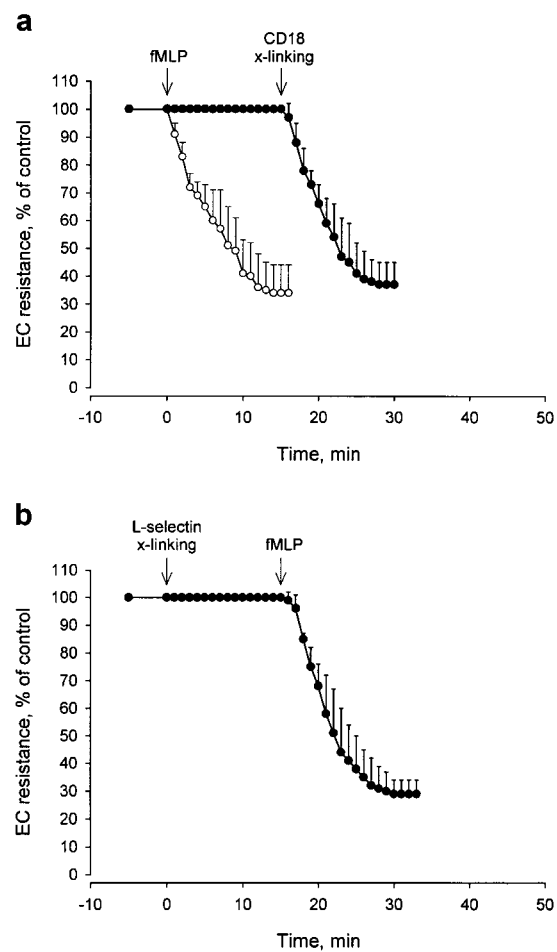 a
fMLP
CD18
x-linking
110
100
90
80
70
60
50
40
30
20
10
0
EC resistance, % of control
-10 0 10 20 30 40 50
Time, min
b
L-selectin
x-linking
fMLP
110
100
90
80
70
60
50
40
30
20
10
0
EC resistance, % of control
-10 0 10 20 30 40 50
Time, min